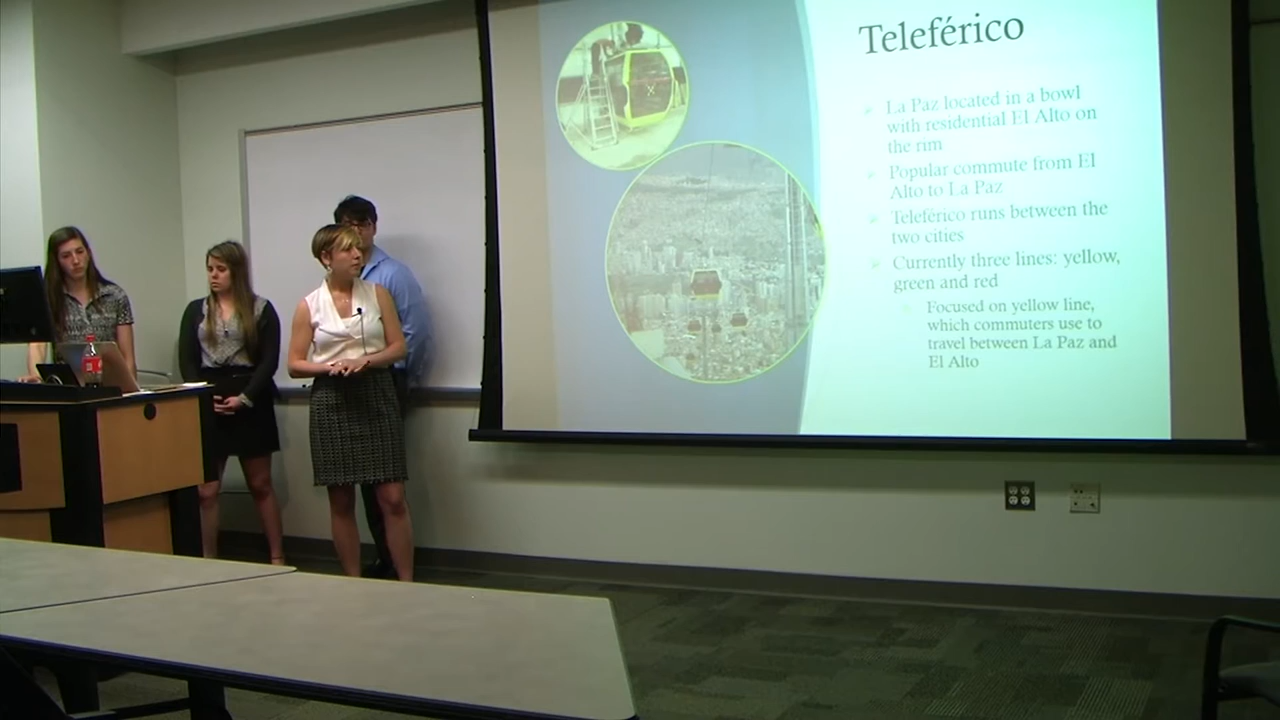 Teleférico
La Paz located in a bowl
with residential El Alto on
the rim
Popular commute from El
Alto to La Paz
Teleférico runs between the
two cities
Currently three lines: yellow,
green and red
Focused on yellow line,
which commuters use to
travel between La Paz and
El Alto